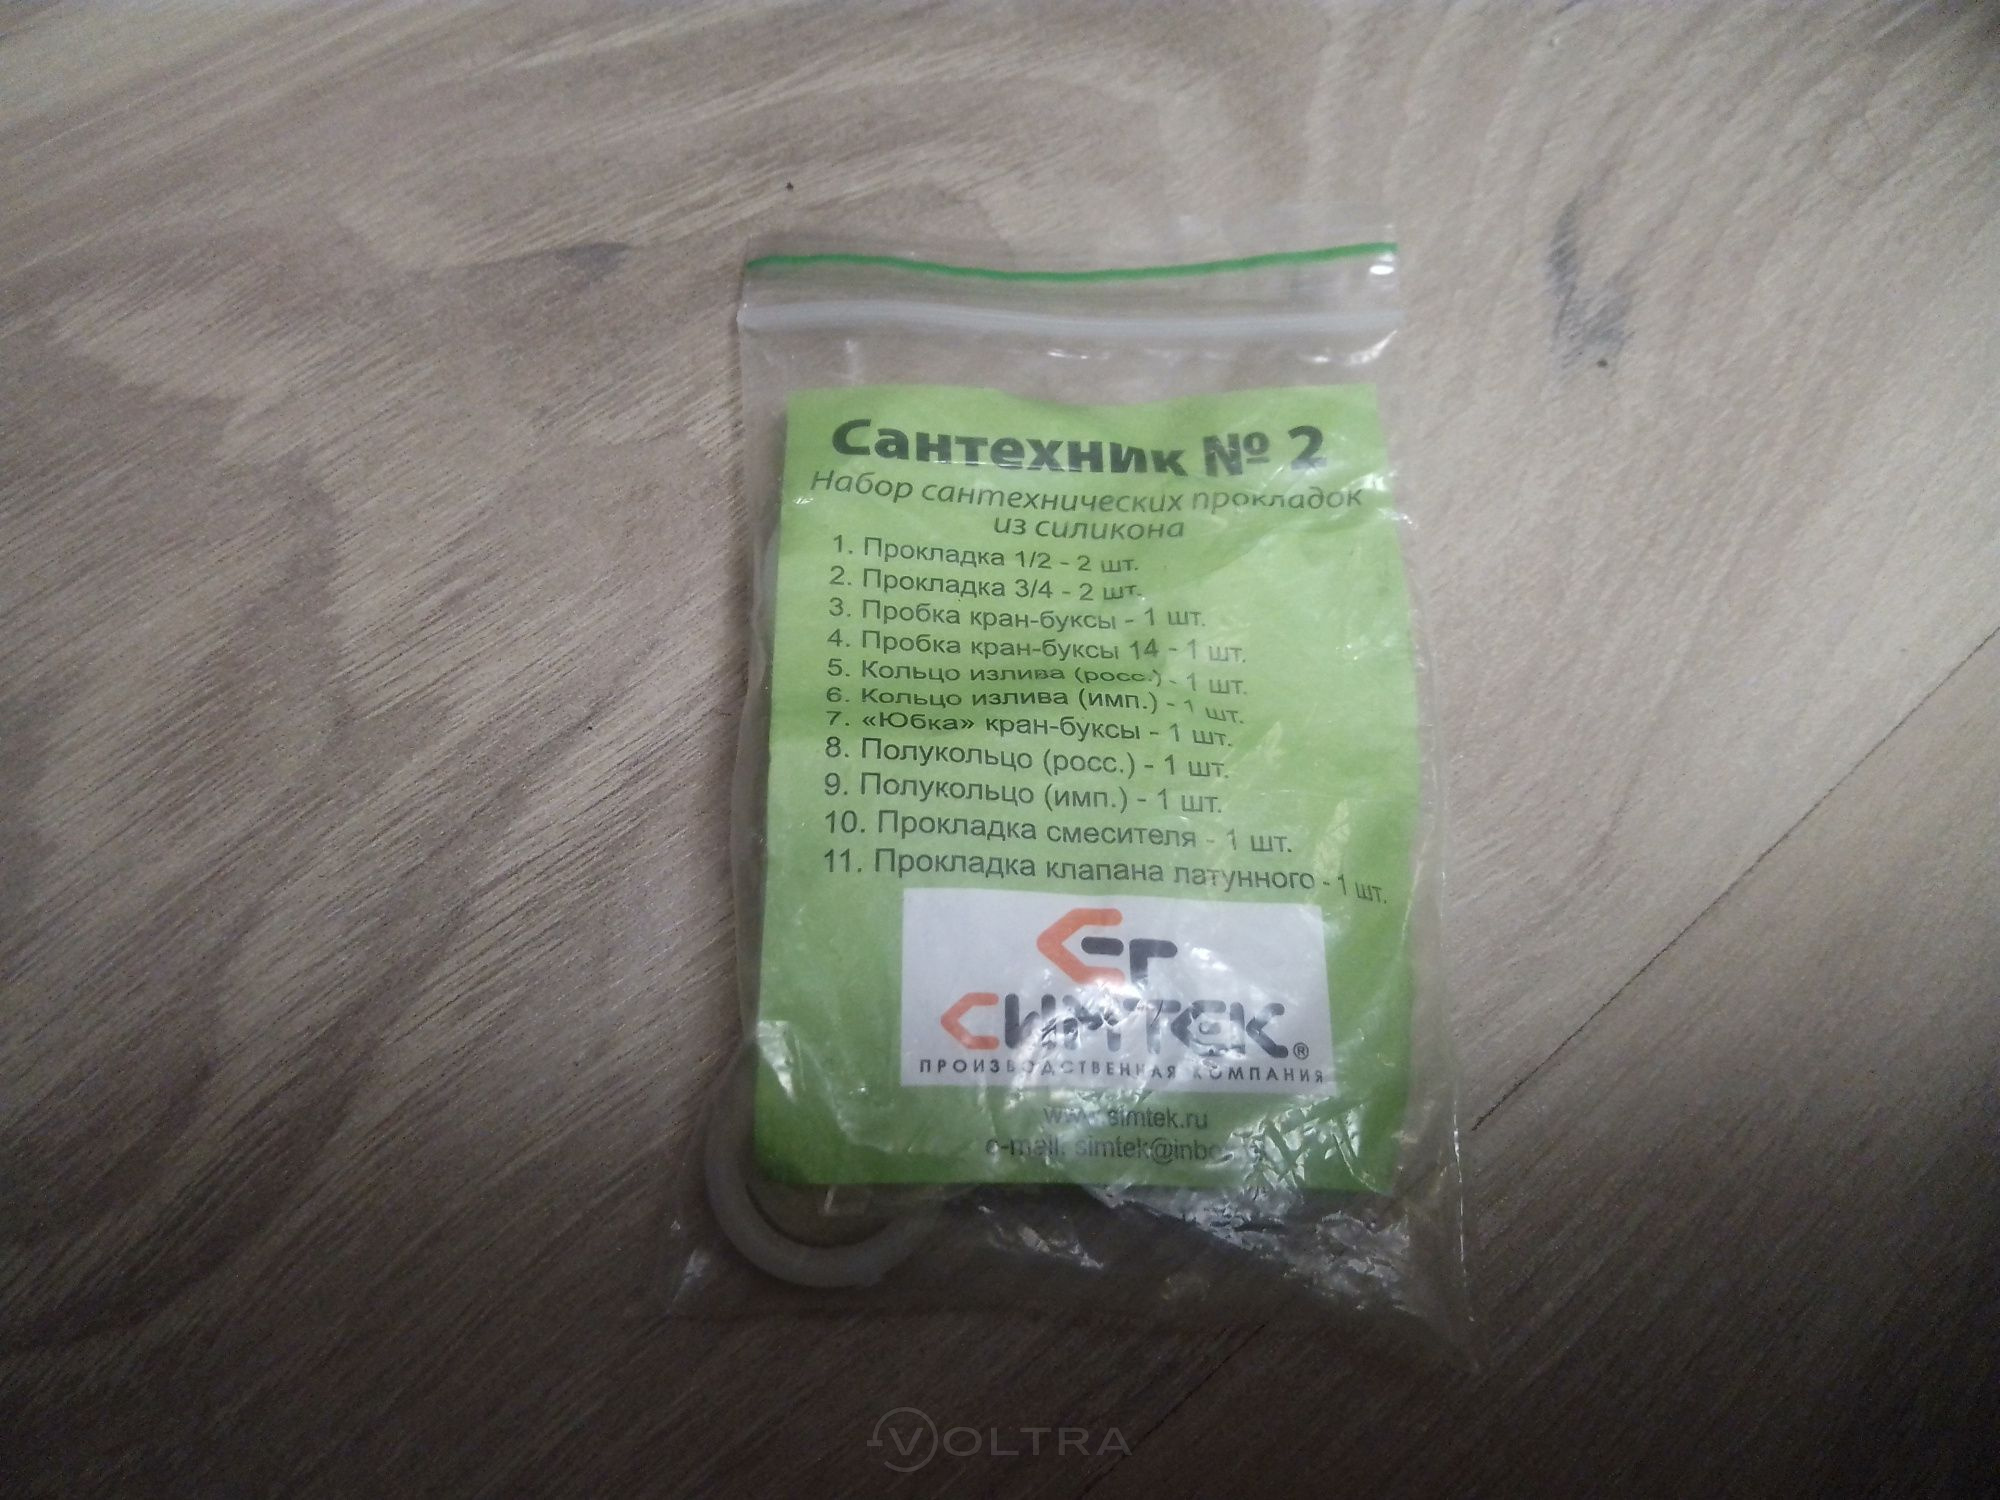 Сантехник № 2
Набор сантехнических прокладок
из силикона
1. Прокладка 1/2 - 2 шт.
2. Прокладка 3/4 - 2 шт.
3. Пробка кран-буксы - 1 шт.
4. Пробка кран-буксы 14 - 1 шт.
5. Кольцо излива (росс.) - 1 шт.
6. Кольцо излива (имп.) - 1 шт.
7. «Юбка» кран-буксы - 1 шт.
8. Полукольцо (росс.) - 1 шт.
9. Полукольцо (имп.) - 1 шт.
10. Прокладка смесителя - 1 шт.
11. Прокладка клапана латунного - 1 шт.
СТ
СИМТЕК®
ПРОИЗВОДСТВЕННАЯ КОМПАНИЯ
www.simtek.ru
e-mail:
VOLTRA